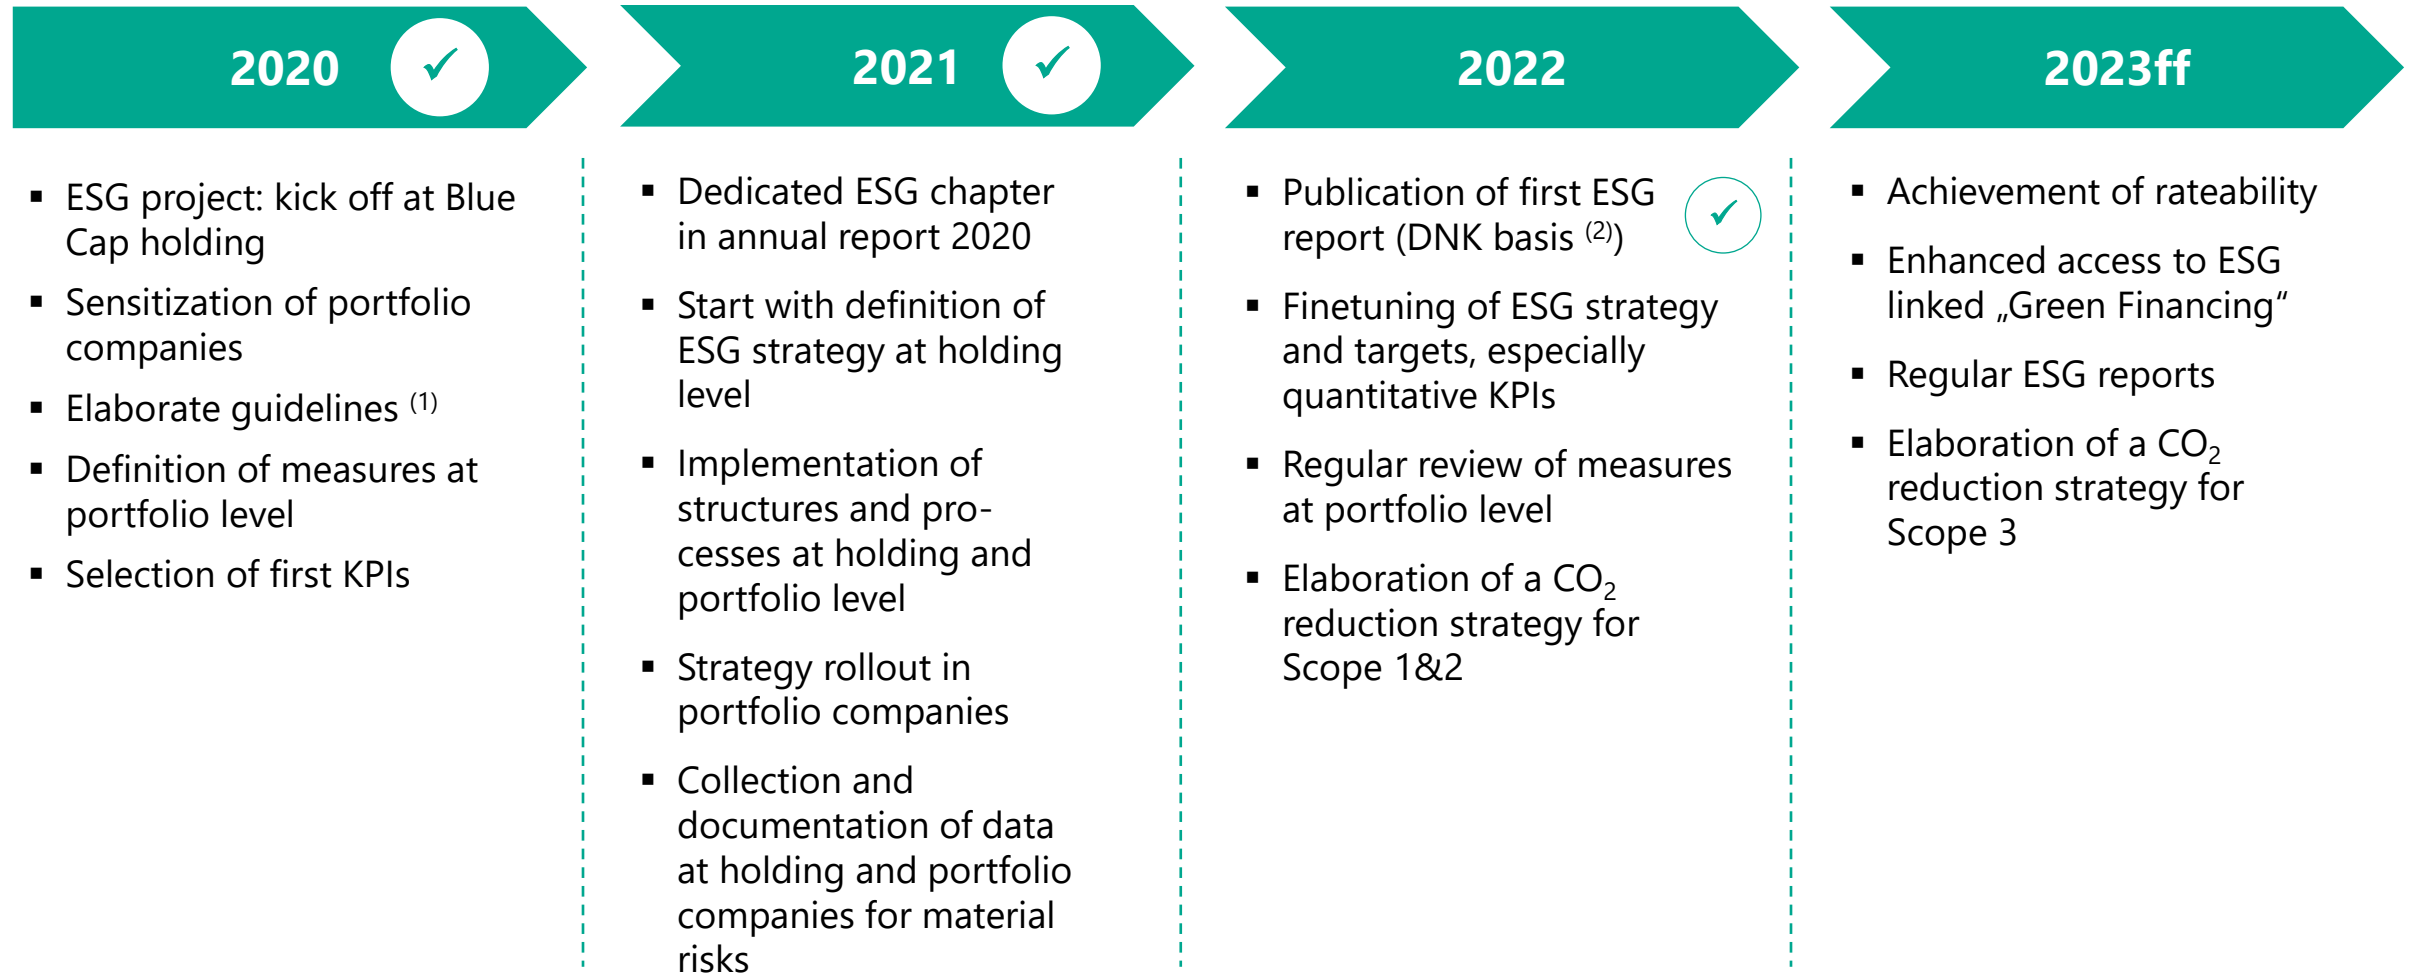 2020
ESG project: kick off at Blue
Cap holding
Sensitization of portfolio
companies
Elaborate guidelines (1)
Definition of measures at
portfolio level
Selection of first KPIs
2021
Dedicated ESG chapter
in annual report 2020
Start with definition of
ESG strategy at holding
level
Implementation of
structures and pro-
cesses at holding and
portfolio level
Strategy rollout in
portfolio companies
Collection and
documentation of data
at holding and portfolio
companies for material
risks
2022
Publication of first ESG
report (DNK basis (2))
Finetuning of ESG strategy
and targets, especially
quantitative KPIs
Regular review of measures
at portfolio level
Elaboration of a CO₂
reduction strategy for
Scope 1&2
2023ff
Achievement of rateability
Enhanced access to ESG
linked „Green Financing“
Regular ESG reports
Elaboration of a CO₂
reduction strategy for
Scope 3